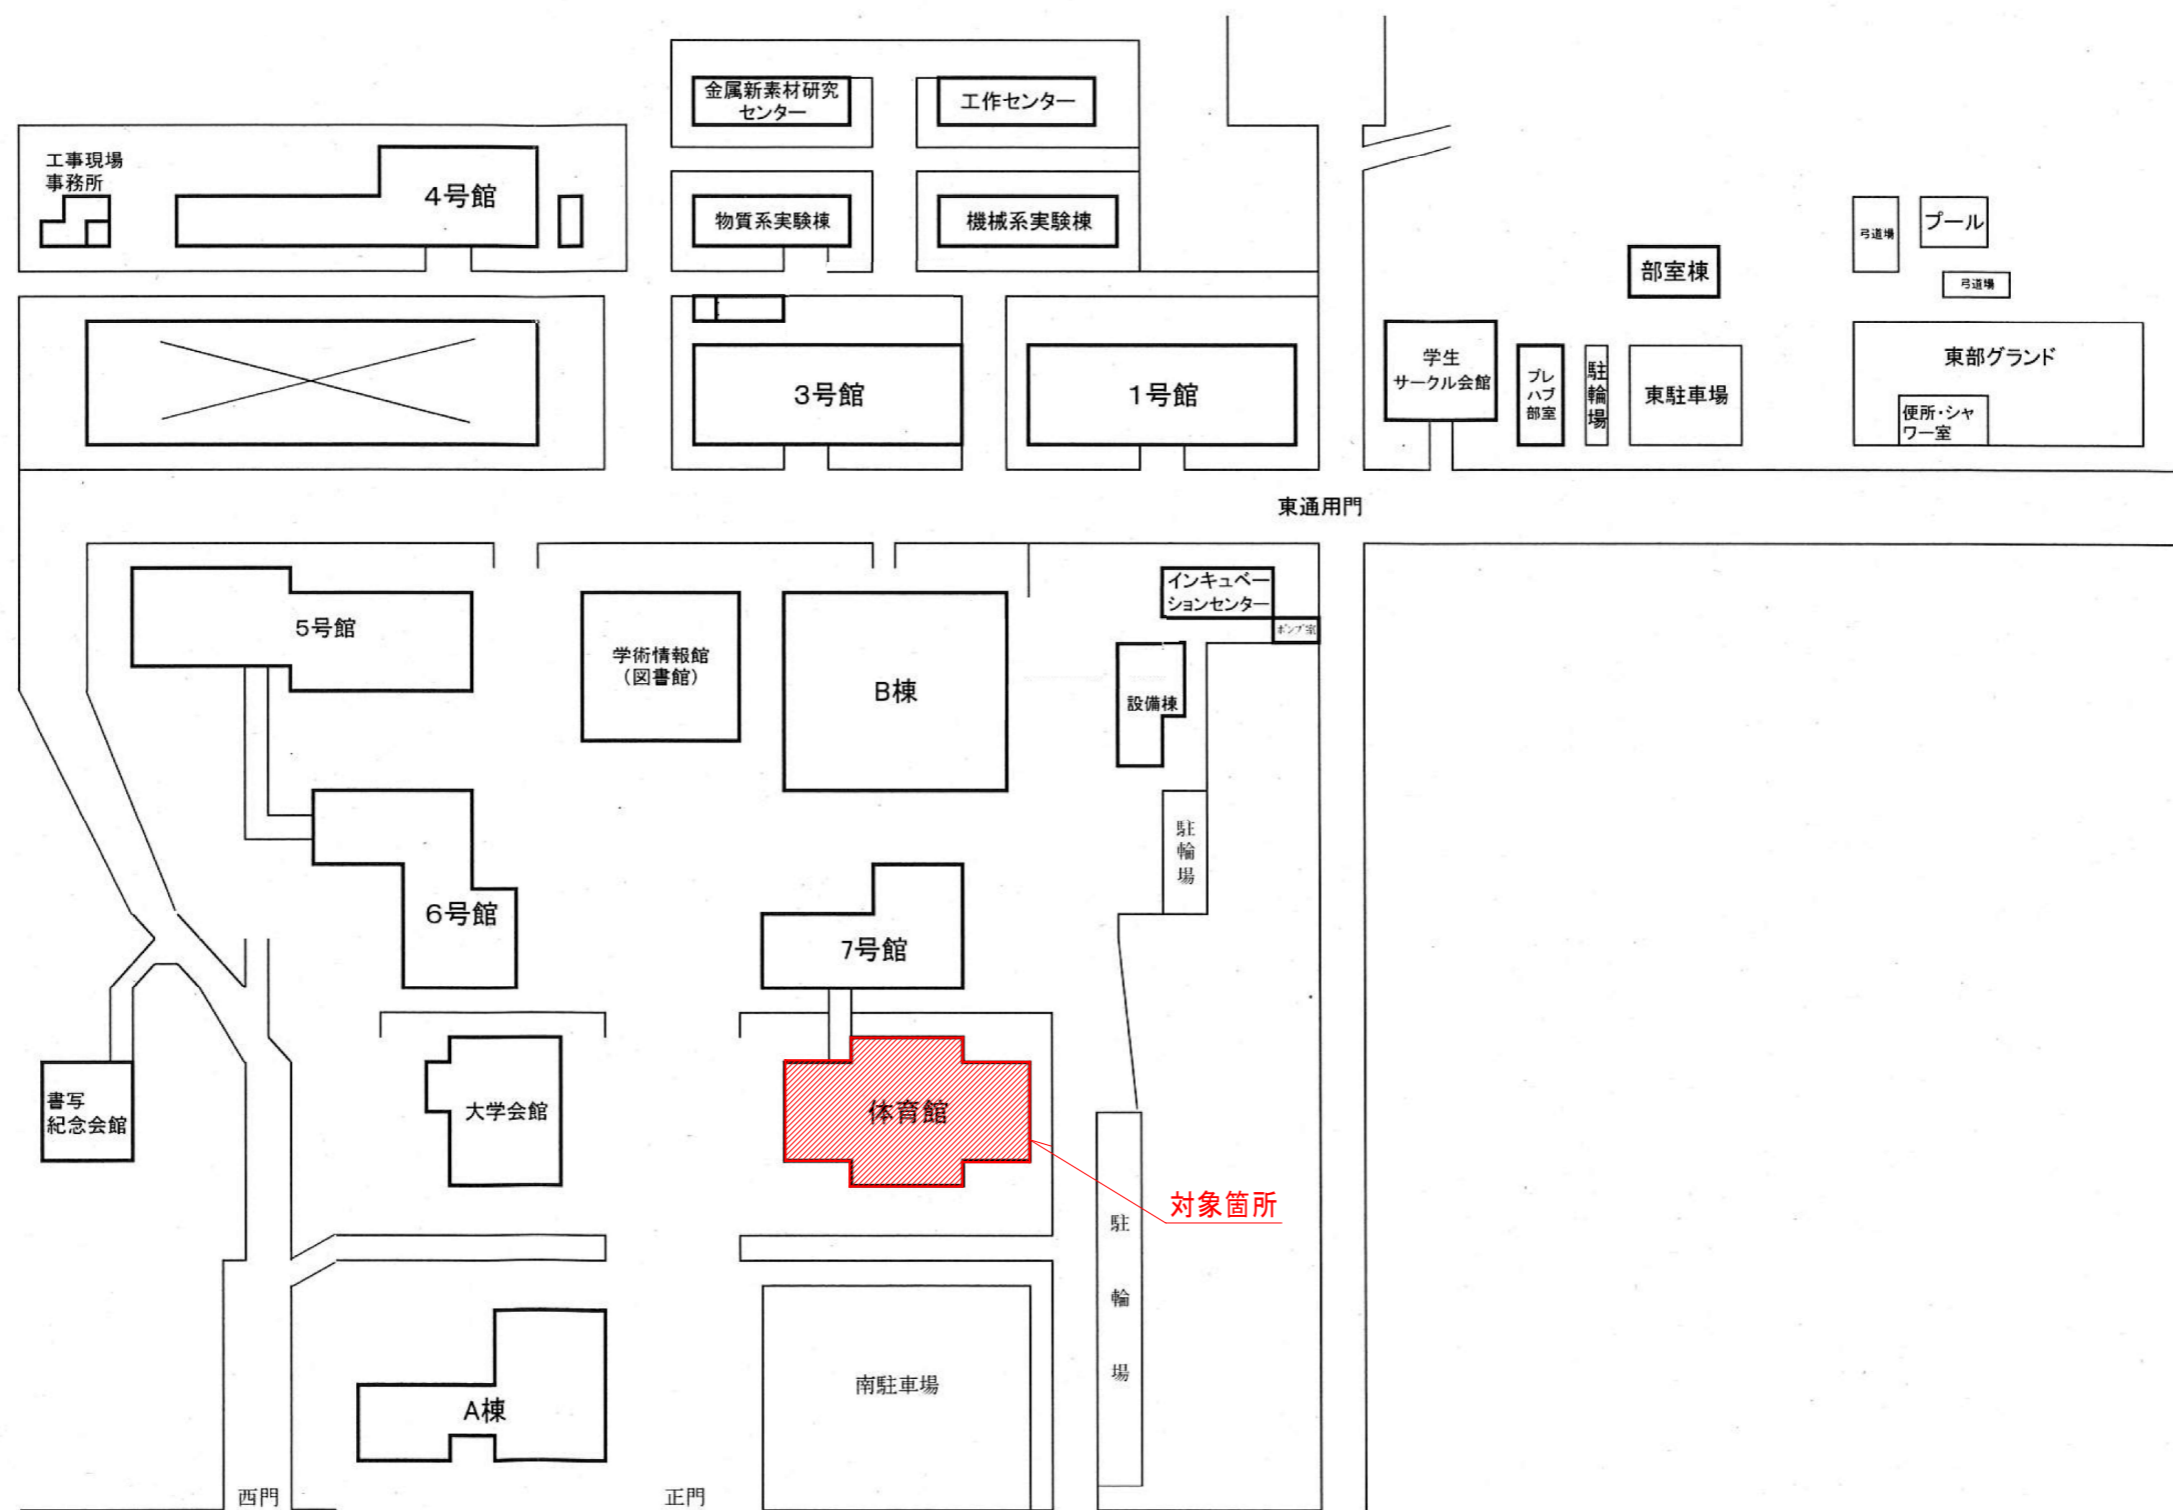 金属新素材研究
センター
工作センター
工事現場
事務所
4号館
物質系実験棟
機械系実験棟
弓道場
プール
部室棟
弓道場
3号館
1号館
学生
サークル会館
プレ
ハブ
部室
駐輪場
東駐車場
東部グランド
便所・シャ
ワー室
東通用門
5号館
学術情報館
(図書館)
B棟
インキュベー
ションセンター
ポンプ室
設備棟
駐輪場
6号館
7号館
書写
紀念会館
大学会館
体育館
対象箇所
駐輪場
A棟
南駐車場
西門
正門